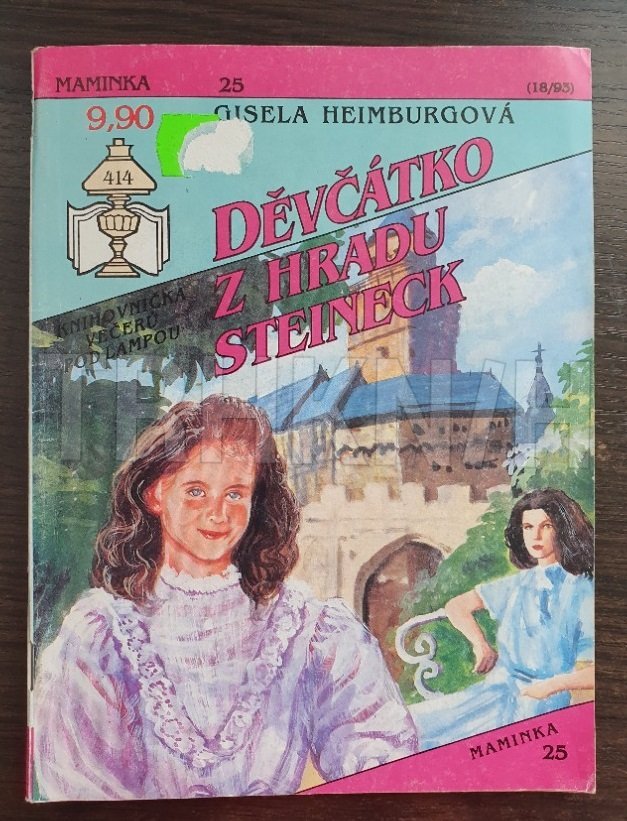 MAMINKA 25 (18/93)
9,90
GISELA HEIMBURGOVÁ
414
DĚVČÁTKO
Z HRADU
STEINECK
KNIHOVNIČKA
VEČERŮ
POD LAMPOU
MAMINKA
25